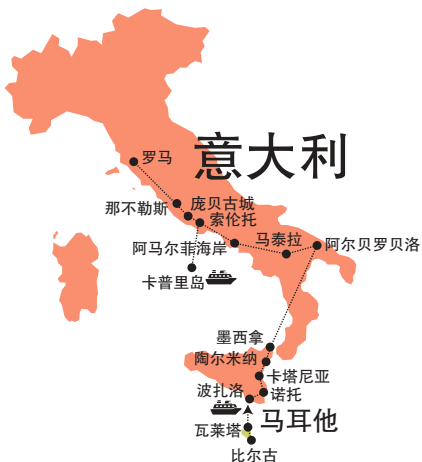 意大利
罗马
那不勒斯
庞贝古城
索伦托
阿马尔菲海岸
马泰拉
阿尔贝罗贝洛
卡普里岛
墨西拿
陶尔米纳
卡塔尼亚
波扎洛
诺托
马耳他
瓦莱塔
比尔古